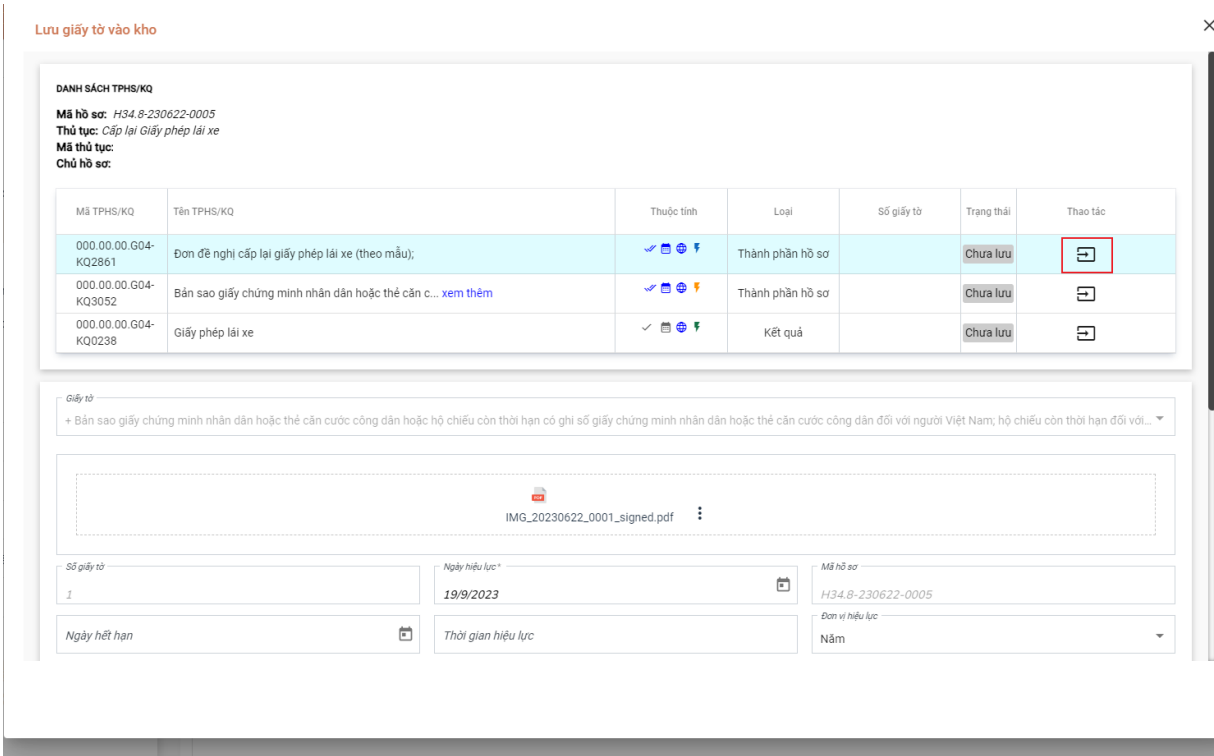 Lưu giấy tờ vào kho
DANH SÁCH TPHS/KQ
Mã hồ sơ: H34.8-230622-0005
Thủ tục: Cấp lại Giấy phép lái xe
Mã thủ tục:
Chủ hồ sơ:
Mã TPHS/KQ Tên TPHS/KQ Thuộc tính Loại Số giấy tờ Trạng thái Thao tác
000.00.00.G04-
KQ2861
Đơn đề nghị cấp lại giấy phép lái xe (theo mẫu); Thành phần hồ sơ Chưa lưu
000.00.00.G04-
KQ3052
Bản sao giấy chứng minh nhân dân hoặc thẻ căn c... xem thêm Thành phần hồ sơ Chưa lưu
000.00.00.G04-
KQ0238
Giấy phép lái xe Kết quả Chưa lưu
Giấy tờ
+ Bản sao giấy chứng minh nhân dân hoặc thẻ căn cước công dân hoặc hộ chiếu còn thời hạn có ghi số giấy chứng minh nhân dân hoặc thẻ căn cước công dân đối với người Việt Nam; hộ chiếu còn thời hạn đối với...
PDF
IMG_20230622_0001_signed.pdf
Số giấy tờ Ngày hiệu lực* Mã hồ sơ
1 19/9/2023 H34.8-230622-0005
Đơn vị hiệu lực
Ngày hết hạn Thời gian hiệu lực Năm